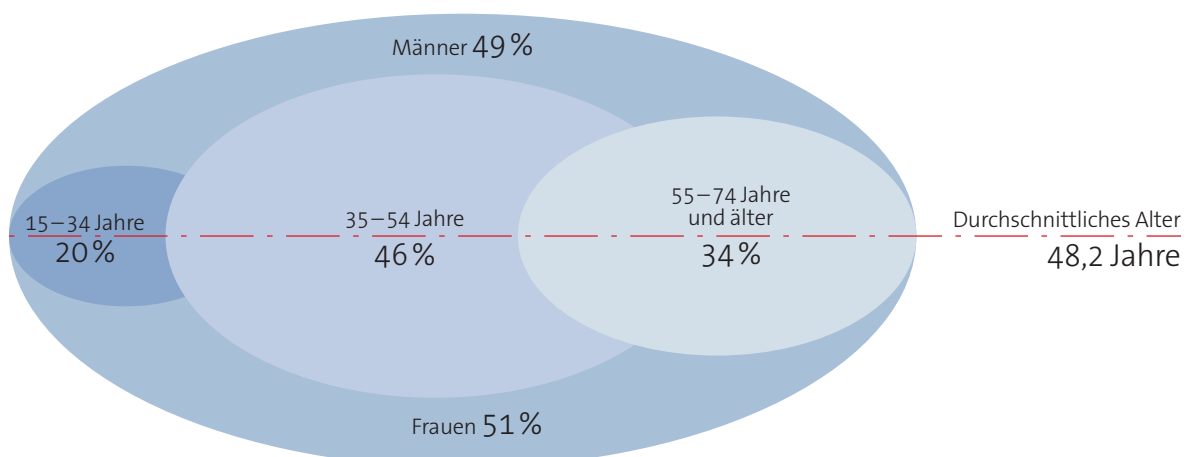 Männer 49 %
15–34 Jahre
20 %
35–54 Jahre
46 %
55–74 Jahre
und älter
34 %
Durchschnittliches Alter
48,2 Jahre
Frauen 51 %